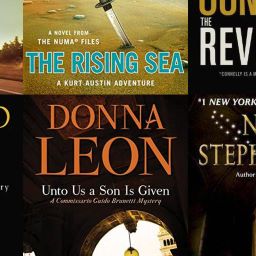 A NOVEL FROM
THE NUMA® FILES
THE RISING SEA
A KURT AUSTIN ADVENTURE
THE
REV
"CONNELLY IS A M
DONNA
LEON
Unto Us a Son Is Given
A Commissario Guido Brunetti Mystery
#1 NEW YORK
N
STEPH
Author